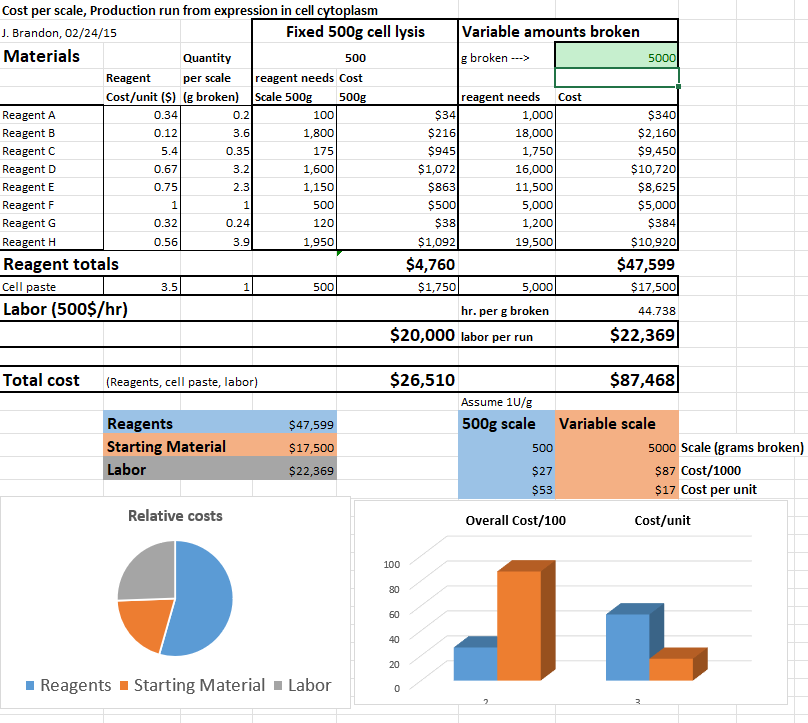 Cost per scale, Production run from expression in cell cytoplasm
J. Brandon, 02/24/15 Fixed 500g cell lysis Variable amounts broken
Materials Quantity 500 g broken ---> 5000
Reagent per scale reagent needs Cost
Cost/unit ($) (g broken) Scale 500g 500g reagent needs Cost
Reagent A 0.34 0.2 100 $34 1,000 $340
Reagent B 0.12 3.6 1,800 $216 18,000 $2,160
Reagent C 5.4 0.35 175 $945 1,750 $9,450
Reagent D 0.67 3.2 1,600 $1,072 16,000 $10,720
Reagent E 0.75 2.3 1,150 $863 11,500 $8,625
Reagent F 1 1 500 $500 5,000 $5,000
Reagent G 0.32 0.24 120 $38 1,200 $384
Reagent H 0.56 3.9 1,950 $1,092 19,500 $10,920
Reagent totals $4,760 $47,599
Cell paste 3.5 1 500 $1,750 5,000 $17,500
Labor (500$/hr) hr. per g broken 44.738
$20,000 labor per run $22,369
Total cost (Reagents, cell paste, labor) $26,510 $87,468
Assume 1U/g
Reagents $47,599 500g scale Variable scale
Starting Material $17,500 500 5000 Scale (grams broken)
Labor $22,369 $27 $87 Cost/1000
$53 $17 Cost per unit
Relative costs
Reagents Starting Material Labor
Overall Cost/100 Cost/unit
100
80
60
40
20
0
2 3